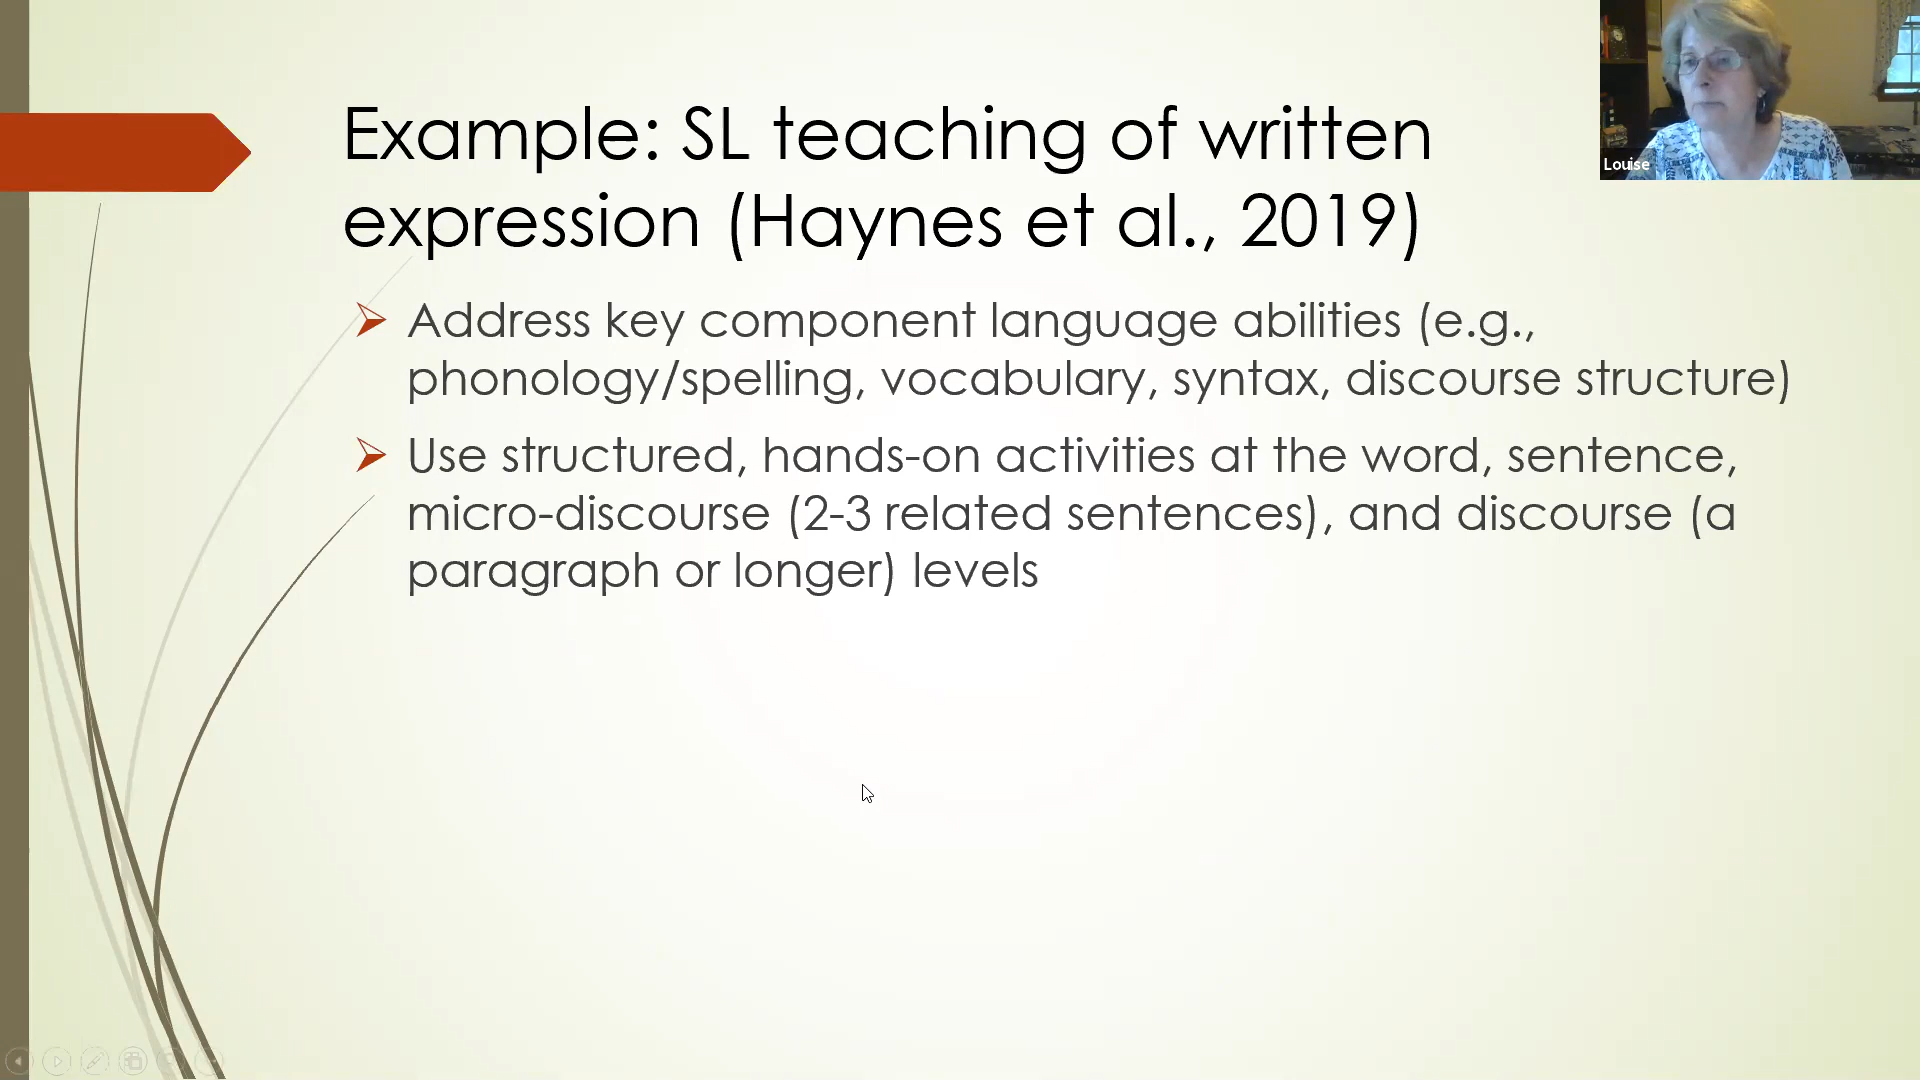 Example: SL teaching of written
expression (Haynes et al., 2019)
Address key component language abilities (e.g.,
phonology/spelling, vocabulary, syntax, discourse structure)
Use structured, hands-on activities at the word, sentence,
micro-discourse (2-3 related sentences), and discourse (a
paragraph or longer) levels
Louise